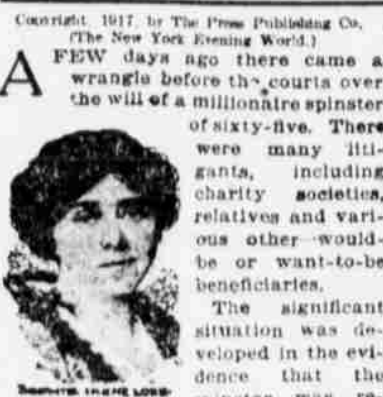 Copyright, 1917, by The Press Publishing Co.
(The New York Evening World.)
A FEW days ago there came a
wrangle before the courts over
the will of a millionaire spinster
of sixty-five. There
were many liti-
gants, including
charity societies,
relatives and vari-
ous other would-
be or want-to-be
beneficiaries.
The significant
situation was de-
veloped in the evi-
dence that the